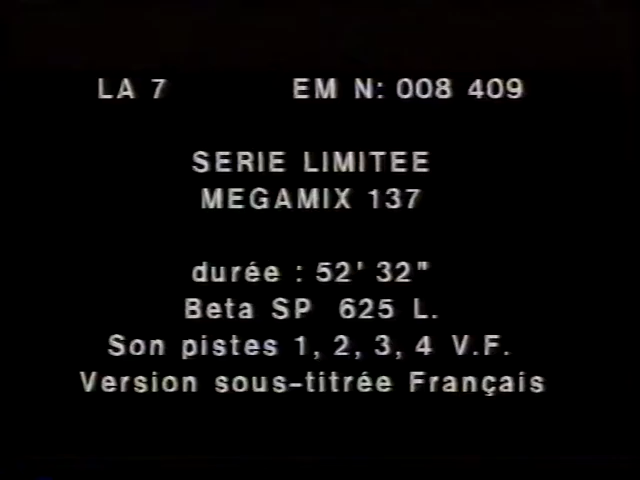 LA 7 EM N: 008 409
SERIE LIMITEE
MEGAMIX 137
durée : 52' 32"
Beta SP 625 L.
Son pistes 1, 2, 3, 4 V.F.
Version sous-titrée Français